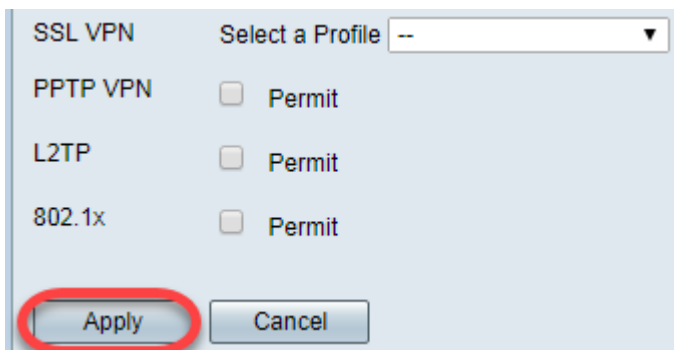 SSL VPN Select a Profile --
PPTP VPN Permit
L2TP Permit
802.1x Permit
Apply Cancel